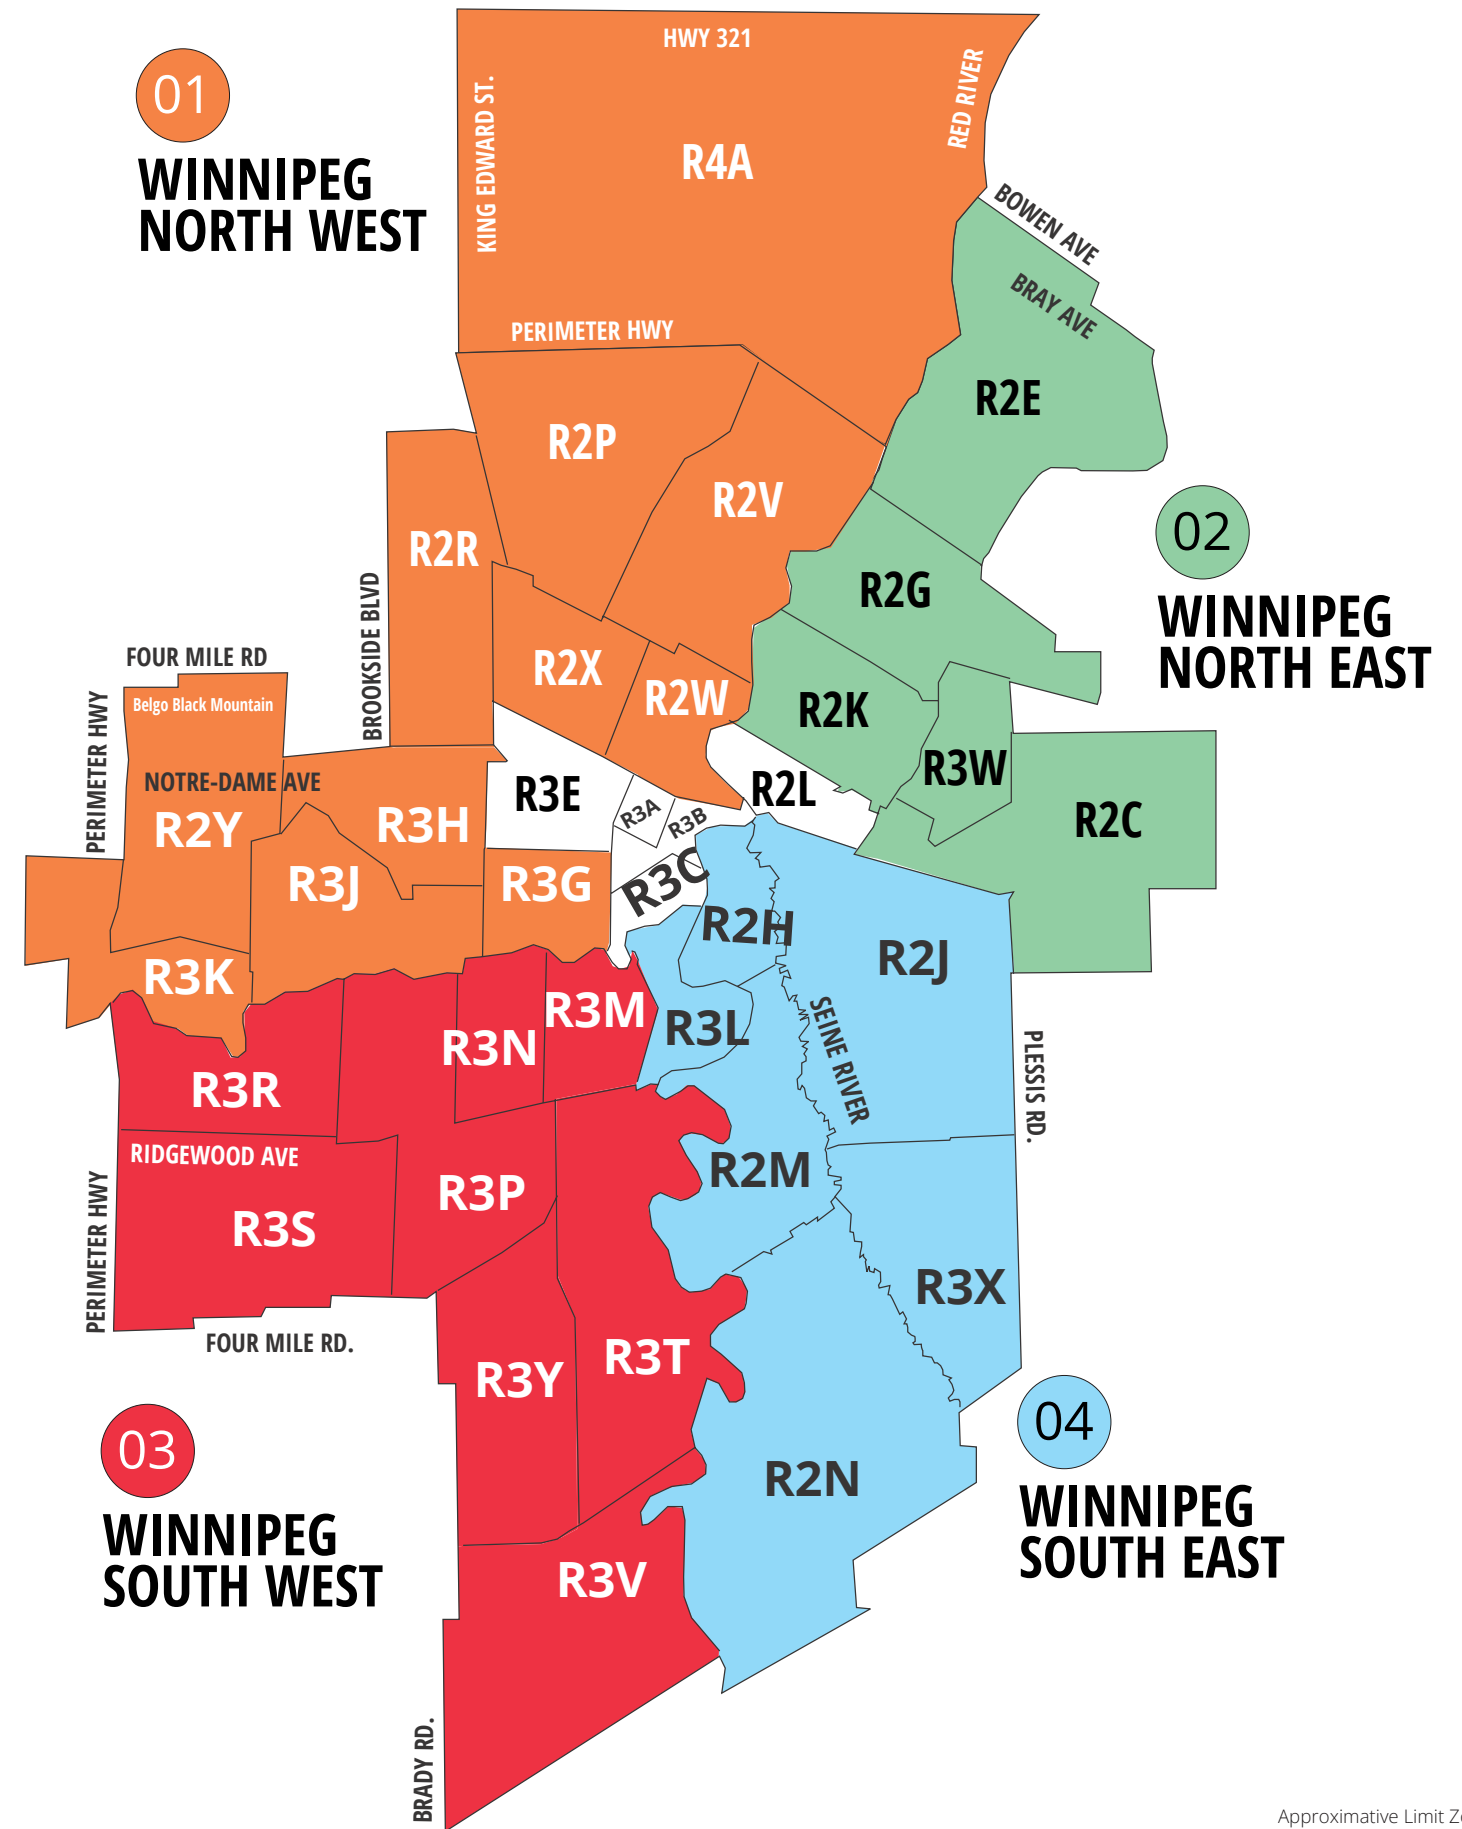 HWY 321
01
WINNIPEG
NORTH WEST
KING EDWARD ST.
RED RIVER
R4A
BOWEN AVE
BRAY AVE
PERIMETER HWY
R2E
R2P
R2V
R2R
02
WINNIPEG
NORTH EAST
R2G
BROOKSIDE BLVD
FOUR MILE RD
Belgo Black Mountain
PERIMETER HWY
R2X
R2W
R2K
R3W
R2L
R2C
NOTRE-DAME AVE
R2Y
R3H
R3E
R3A
R3B
R3J
R3G
R3C
R2H
R2J
R3K
R3M
R3L
R3N
SEINE RIVER
PLESSIS RD.
R3R
RIDGEWOOD AVE
R2M
PERIMETER HWY
R3S
R3P
R3X
FOUR MILE RD.
R3T
R3Y
03
WINNIPEG
SOUTH WEST
04
WINNIPEG
SOUTH EAST
R2N
R3V
BRADY RD.
Approximative Limit